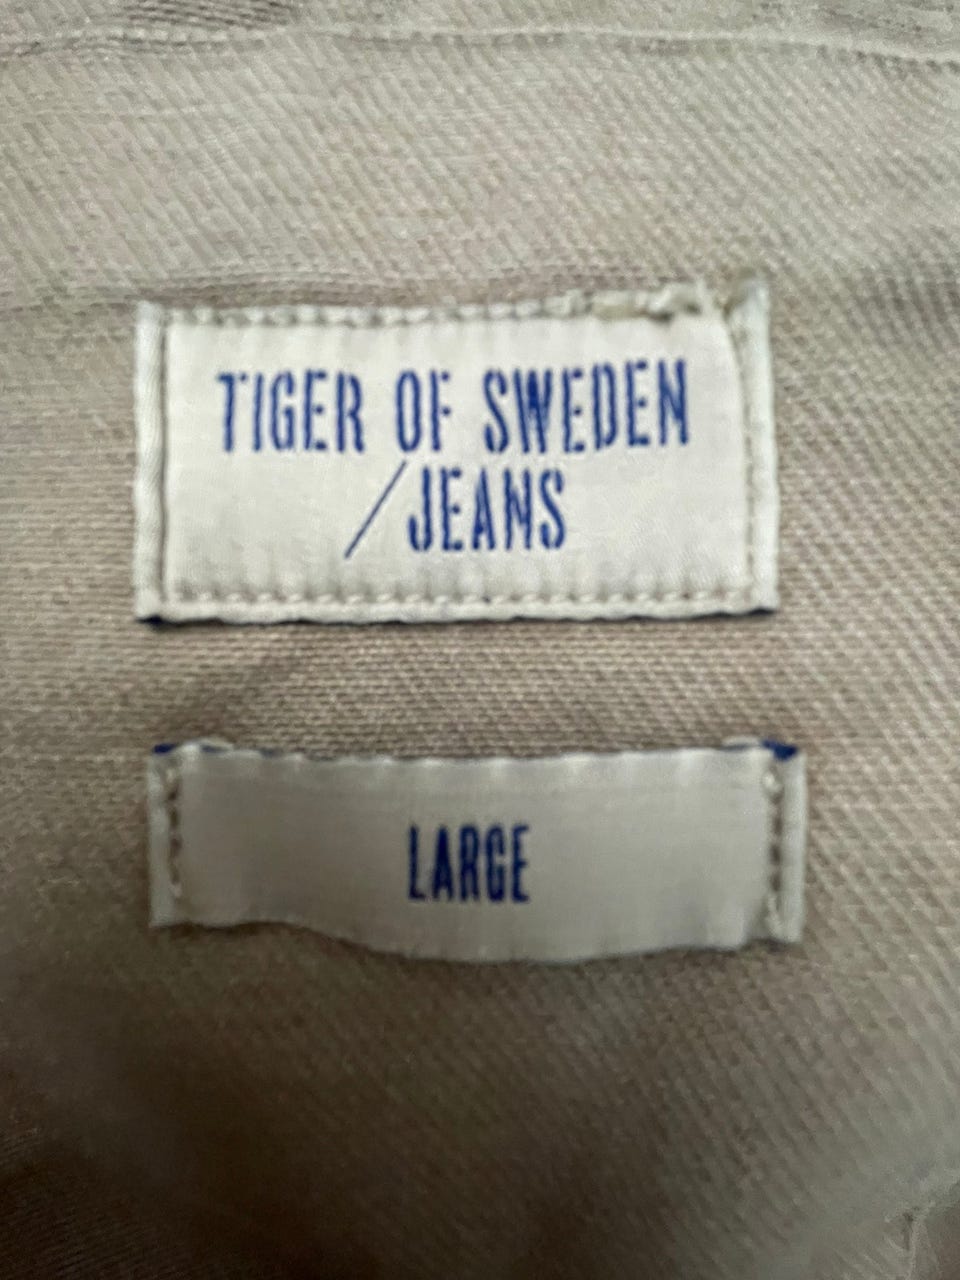 TIGER OF SWEDEN
/JEANS
LARGE